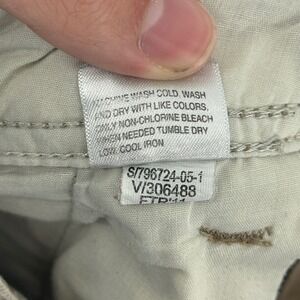 MACHINE WASH COLD, WASH
AND DRY WITH LIKE COLORS,
ONLY NON-CHLORINE BLEACH
WHEN NEEDED TUMBLE DRY
LOW, COOL IRON
S/796724-05-1
V/306488